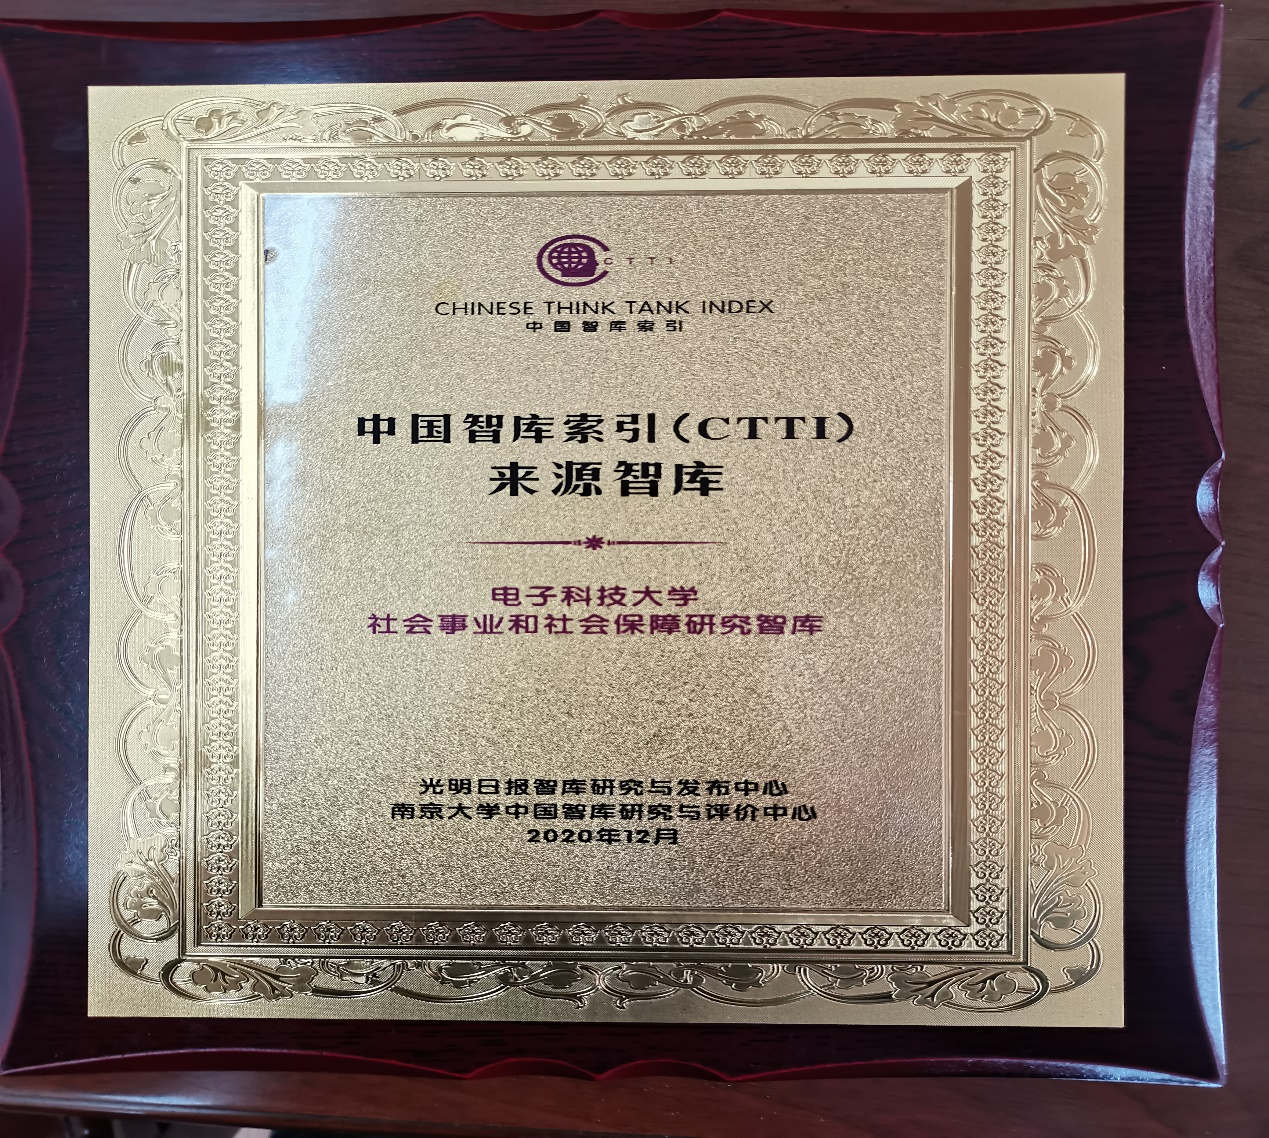 CTTI
CHINESE THINK TANK INDEX
中国智库索引
中国智库索引(CTTI)
来源智库
电子科技大学
社会事业和社会保障研究智库
光明日报智库研究与发布中心
南京大学中国智库研究与评价中心
2020年12月